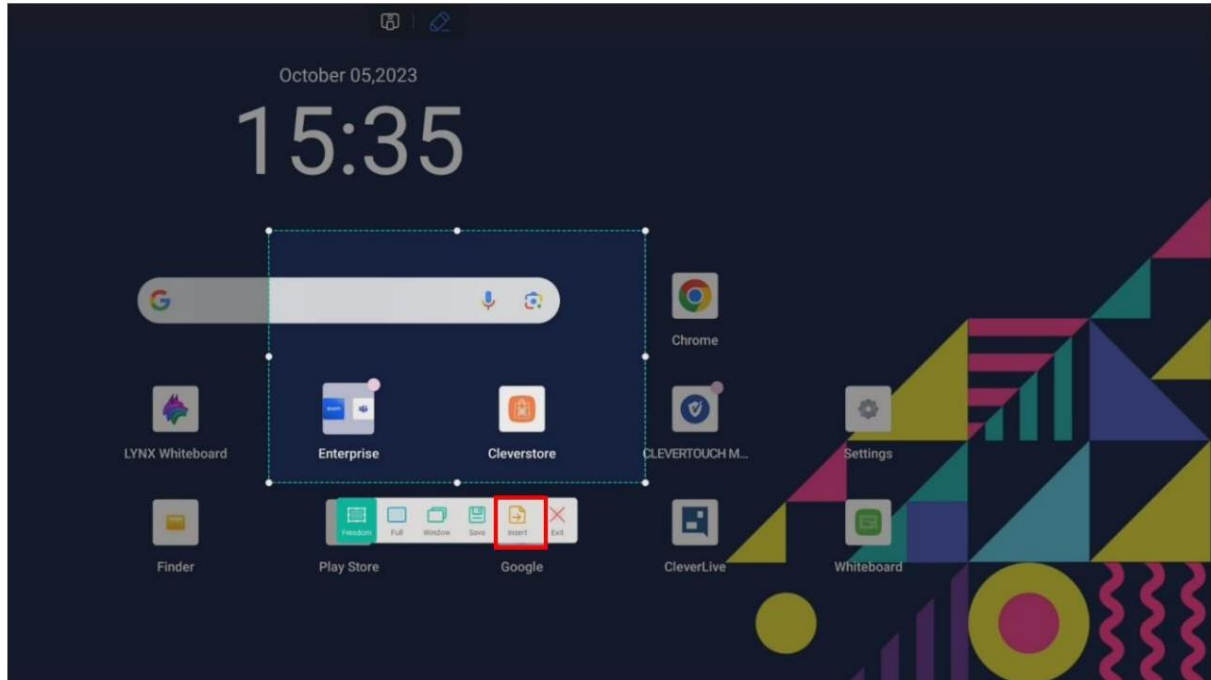 October 05,2023
15:35
Chrome
LYNX Whiteboard
Enterprise
Cleverstore
CLEVERTOUCH M...
Settings
Freedom
Full
Window
Save
Insert
Exit
Finder
Play Store
Google
CleverLive
Whiteboard